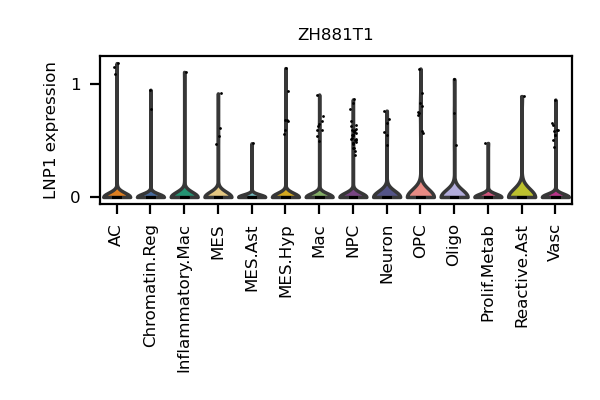 ZH881T1
LNP1 expression
1
0
AC
Chromatin.Reg
Inflammatory.Mac
MES
MES.Ast
MES.Hyp
Mac
NPC
Neuron
OPC
Oligo
Prolif.Metab
Reactive.Ast
Vasc